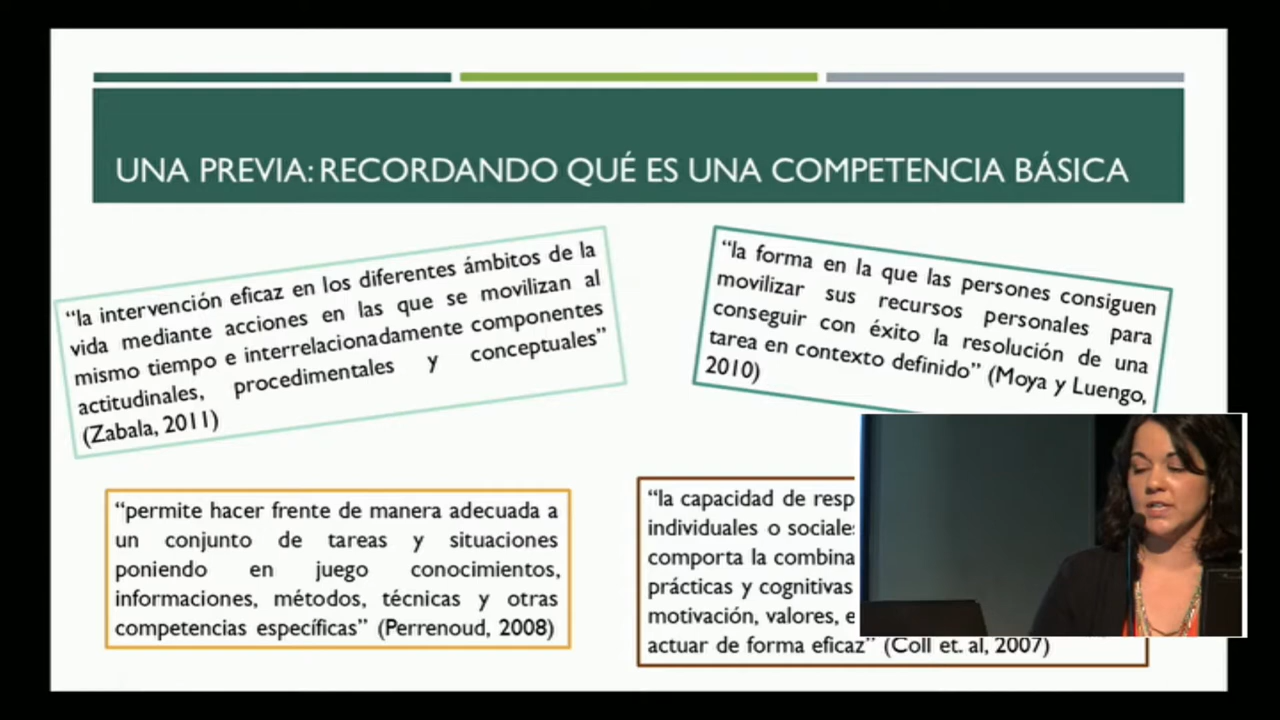 UNA PREVIA: RECORDANDO QUÉ ES UNA COMPETENCIA BÁSICA
“la intervención eficaz en los diferentes ámbitos de la
vida mediante acciones en las que se movilizan al
mismo tiempo e interrelacionadamente componentes
actitudinales, procedimentales y conceptuales”
(Zabala, 2011)
“la forma en la que las persones consiguen
movilizar sus recursos personales para
conseguir con éxito la resolución de una
tarea en contexto definido” (Moya y Luengo,
2010)
“permite hacer frente de manera adecuada a
un conjunto de tareas y situaciones
poniendo en juego conocimientos,
informaciones, métodos, técnicas y otras
competencias específicas” (Perrenoud, 2008)
“la capacidad de
individuales o
comporta la
prácticas y cognitivas
motivación, valores,
actuar de forma eficaz” (Coll et. al, 2007)